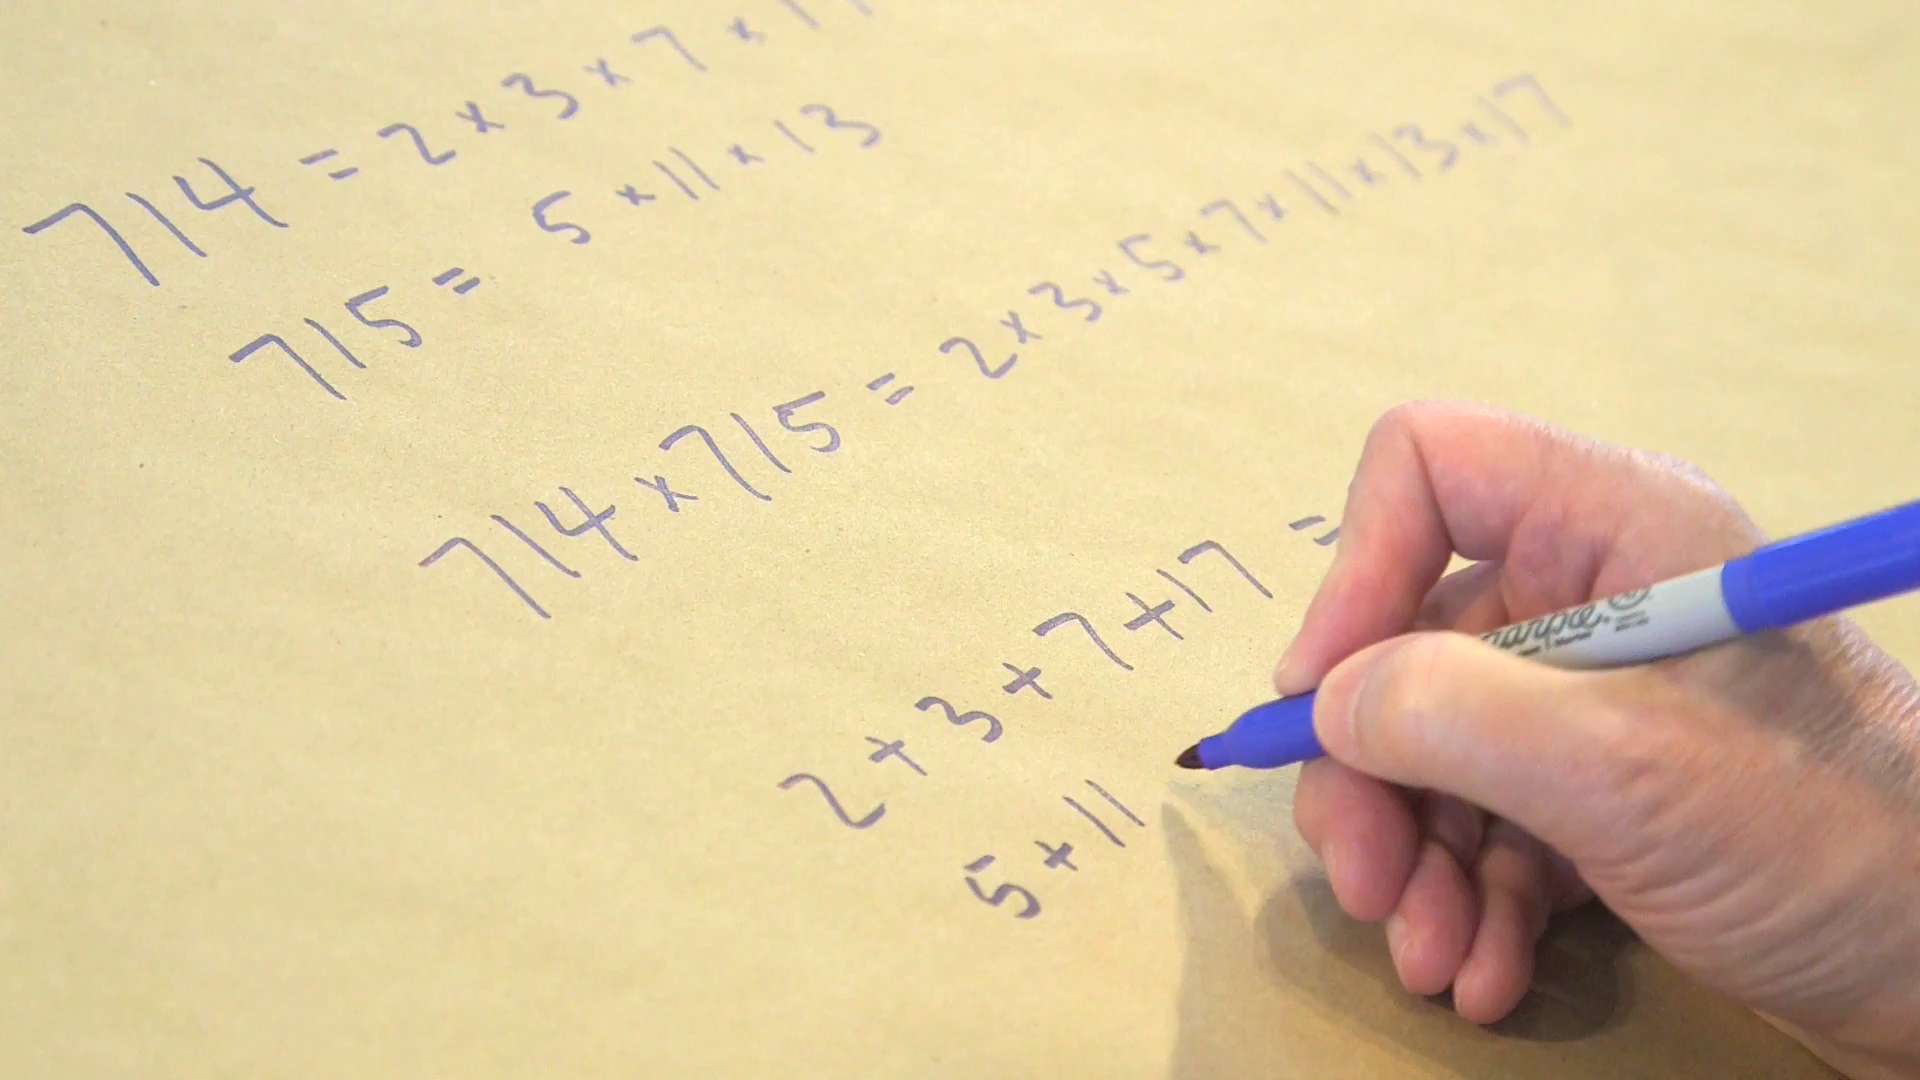 714 = 2 × 3 × 7 × 17
715 = 5 × 11 × 13
714 × 715 = 2 × 3 × 5 × 7 × 11 × 13 × 17
2 + 3 + 7 + 17 =
5 + 11